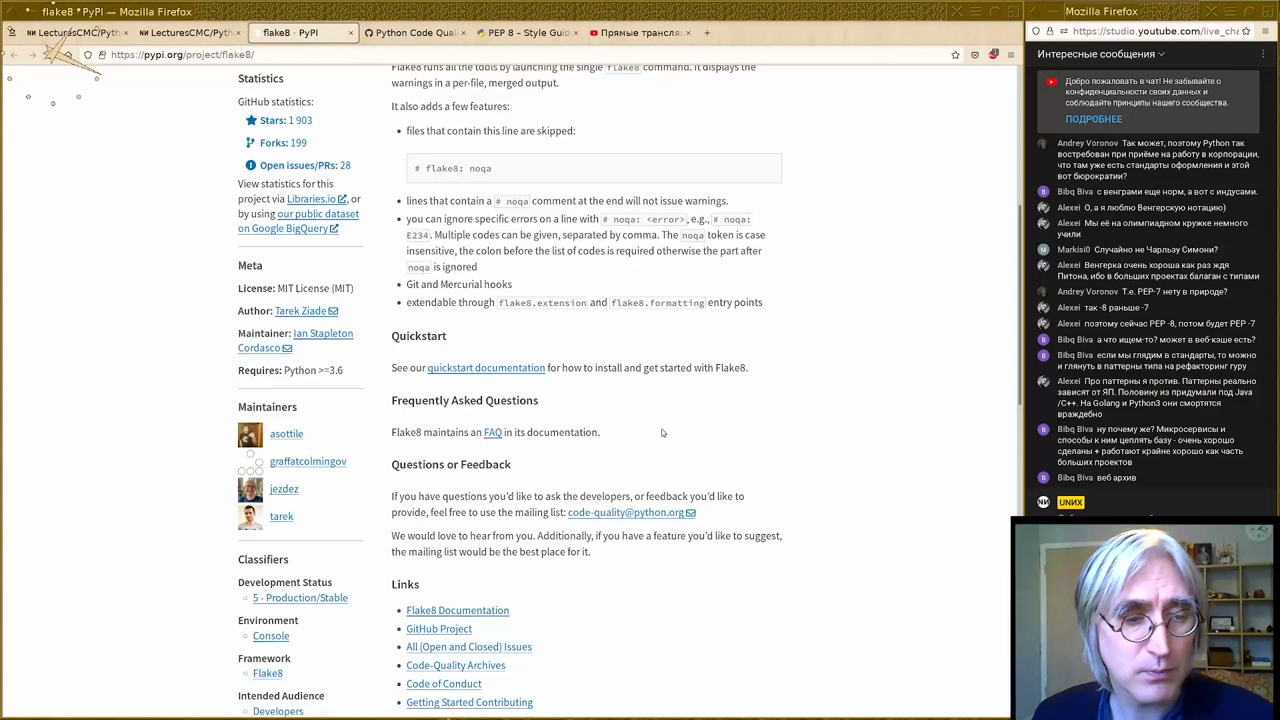 flake8 * PyPI — Mozilla Firefox
LecturesCMC/Pyth
LecturesCMC/Pyth
flake8 · PyPI
Python Code Qual
PEP 8 – Style Guide
Прямые трансля
https://pypi.org/project/flake8/
Statistics
GitHub statistics:
Stars: 1 903
Forks: 199
Open issues/PRs: 28
View statistics for this
project via Libraries.io, or
by using our public dataset
on Google BigQuery
Meta
License: MIT License (MIT)
Author: Tarek Ziade
Maintainer: Ian Stapleton
Cordasco
Requires: Python >=3.6
Maintainers
asottile
graffatcolmingov
jezdez
tarek
Classifiers
Development Status
5 - Production/Stable
Environment
Console
Framework
Flake8
Intended Audience
Developers
Flake8 runs all the tools by launching the single flake8 command. It displays the
warnings in a per-file, merged output.
It also adds a few features:
files that contain this line are skipped:
# flake8: noqa
lines that contain a # noqa comment at the end will not issue warnings.
you can ignore specific errors on a line with # noqa: <error>, e.g., # noqa:
E234. Multiple codes can be given, separated by comma. The noqa token is case
insensitive, the colon before the list of codes is required otherwise the part after
noqa is ignored
Git and Mercurial hooks
extendable through flake8.extension and flake8.formatting entry points
Quickstart
See our quickstart documentation for how to install and get started with Flake8.
Frequently Asked Questions
Flake8 maintains an FAQ in its documentation.
Questions or Feedback
If you have questions you'd like to ask the developers, or feedback you'd like to
provide, feel free to use the mailing list: code-quality@python.org
We would love to hear from you. Additionally, if you have a feature you'd like to suggest,
the mailing list would be the best place for it.
Links
Flake8 Documentation
GitHub Project
All (Open and Closed) Issues
Code-Quality Archives
Code of Conduct
Getting Started Contributing
Mozilla Firefox
https://studio.youtube.com/live_cha
Интересные сообщения
Добро пожаловать в чат! Не забывайте о
конфиденциальности своих данных и
соблюдайте принципы нашего сообщества.
ПОДРОБНЕЕ
Andrey Voronov Так может, поэтому Python так
востребован при приёме на работу в корпорации,
что там уже есть стандарты оформления и этой
вот бюрократии?
Bibq Biva с венграми еще норм, а вот с индусами.
Alexei О, а я люблю Венгерскую нотацию)
Alexei Мы её на олимпиадном кружке немного
учили
Markisi0 Случайно не Чарльзу Симони?
Alexei Венгерка очень хороша как раз ждя
Питона, ибо в больших проектах балаган с типами
Andrey Voronov Т.е. PEP-7 нету в природе?
Alexei так -8 раньше -7
Alexei поэтому сейчас PEP -8, потом будет PEP -7
Bibq Biva а что ищем-то? может в веб-кэше есть?
Bibq Biva если мы глядим в стандарты, то можно
и глянуть в паттерны типа на рефакторинг гуру
Alexei Про паттерны я против. Паттерны реально
зависят от ЯП. Половину из придумали под Java
/C++. На Golang и Python3 они смортятся
враждебно
Bibq Biva ну почему же? Микросервисы и
способы к ним цеплять базу - очень хорошо
сделаны + работают крайне хорошо как часть
больших проектов
Bibq Biva веб архив
UNИX